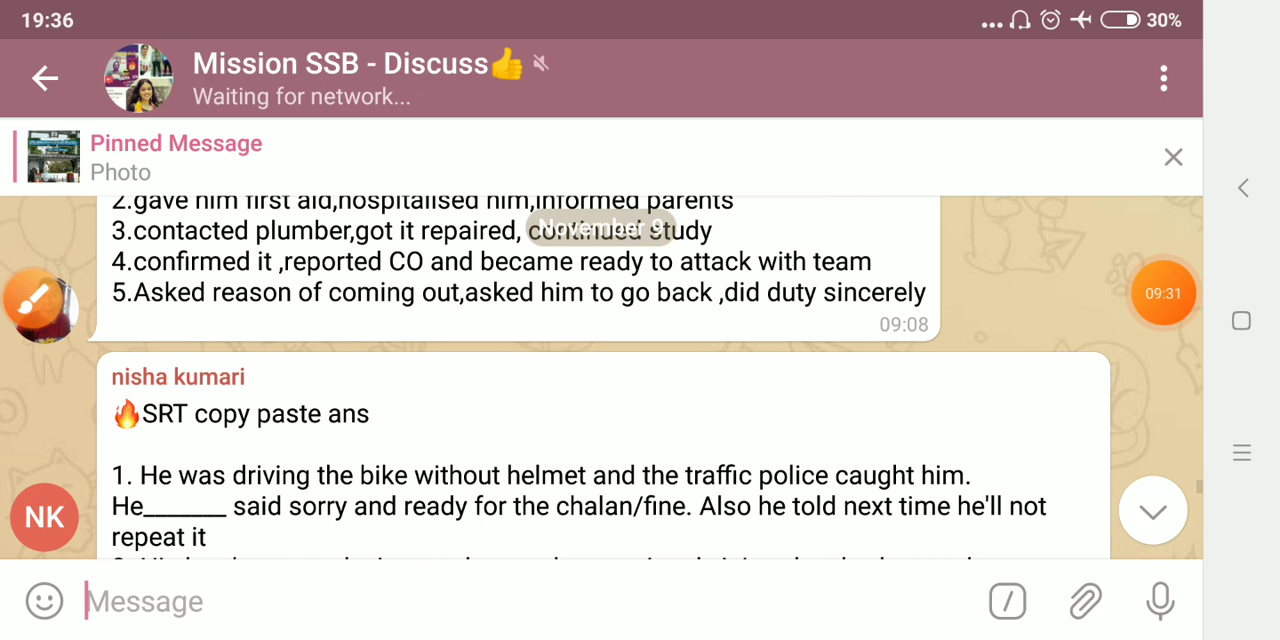 19:36
30%
Mission SSB - Discuss👍
Waiting for network...
Pinned Message
Photo
2.gave him first aid,hospitalised him,informed parents
November 9
3.contacted plumber,got it repaired, continued study
4.confirmed it ,reported CO and became ready to attack with team
5.Asked reason of coming out,asked him to go back ,did duty sincerely
09:08
09:31
nisha kumari
🔥SRT copy paste ans
1. He was driving the bike without helmet and the traffic police caught him.
He_______ said sorry and ready for the chalan/fine. Also he told next time he'll not
repeat it
NK
Message